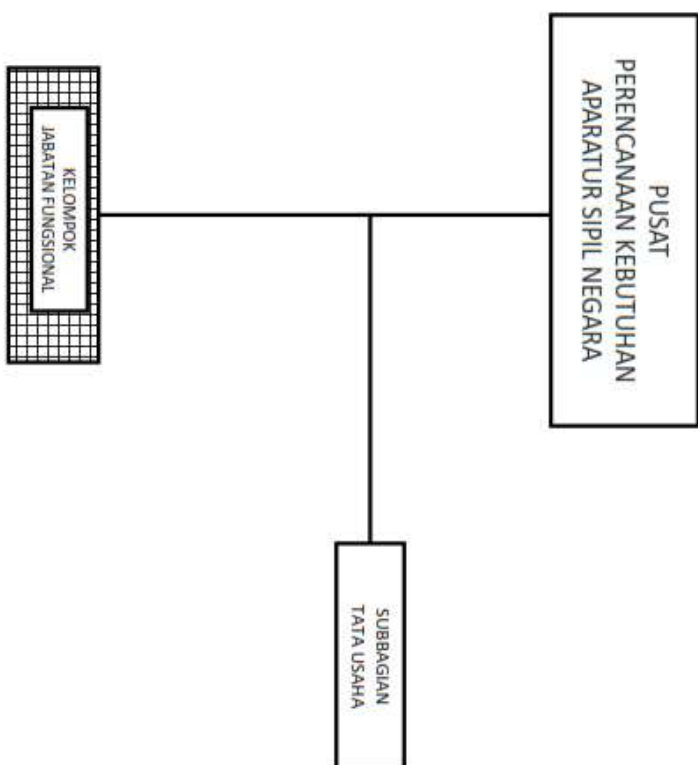 PUSAT
PERENCANAAN KEBUTUHAN
APARATUR SIPIL NEGARA
SUBBAGIAN
TATA USAHA
KELOMPOK
JABATAN FUNGSIONAL